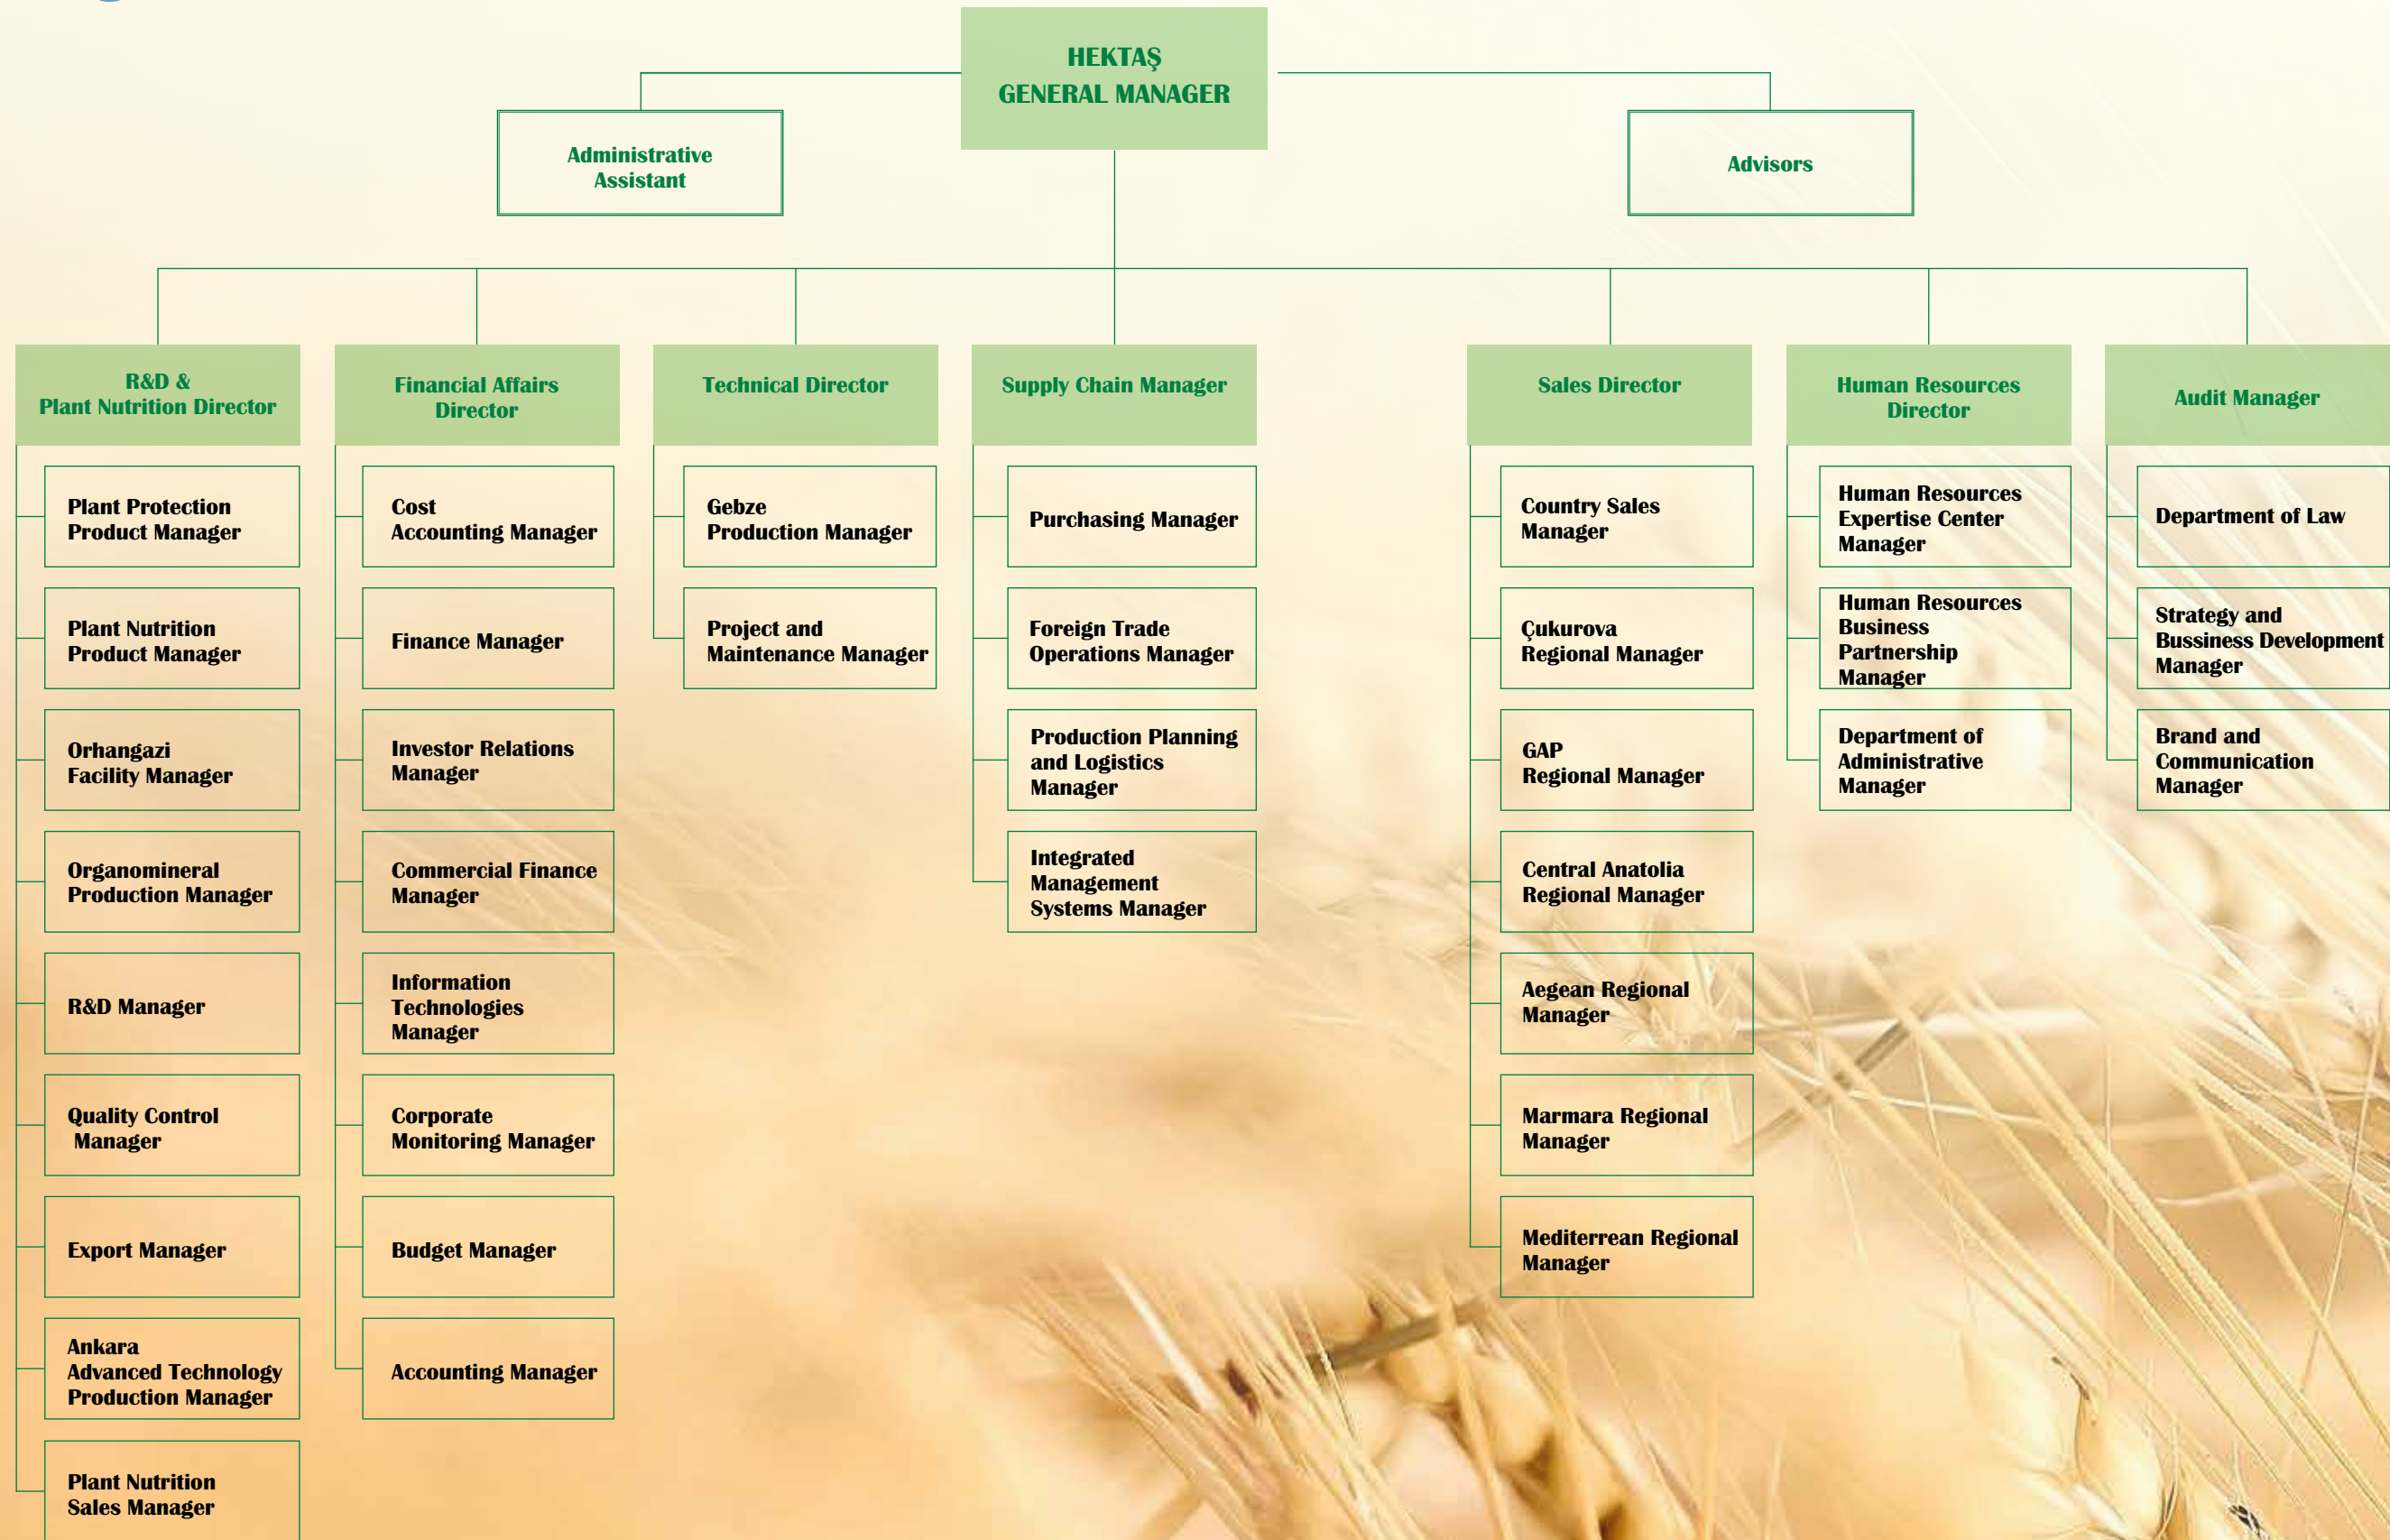 HEKTAŞ
GENERAL MANAGER
Administrative
Assistant
Advisors
R&D &
Plant Nutrition Director
Plant Protection
Product Manager
Plant Nutrition
Product Manager
Orhangazi
Facility Manager
Organomineral
Production Manager
R&D Manager
Quality Control
Manager
Export Manager
Ankara
Advanced Technology
Production Manager
Plant Nutrition
Sales Manager
Financial Affairs
Director
Cost
Accounting Manager
Finance Manager
Investor Relations
Manager
Commercial Finance
Manager
Information
Technologies
Manager
Corporate
Monitoring Manager
Budget Manager
Accounting Manager
Technical Director
Gebze
Production Manager
Project and
Maintenance Manager
Supply Chain Manager
Purchasing Manager
Foreign Trade
Operations Manager
Production Planning
and Logistics
Manager
Integrated
Management
Systems Manager
Sales Director
Country Sales
Manager
Çukurova
Regional Manager
GAP
Regional Manager
Central Anatolia
Regional Manager
Aegean Regional
Manager
Marmara Regional
Manager
Mediterrean Regional
Manager
Human Resources
Director
Human Resources
Expertise Center
Manager
Human Resources
Business
Partnership
Manager
Department of
Administrative
Manager
Audit Manager
Department of Law
Strategy and
Bussiness Development
Manager
Brand and
Communication
Manager